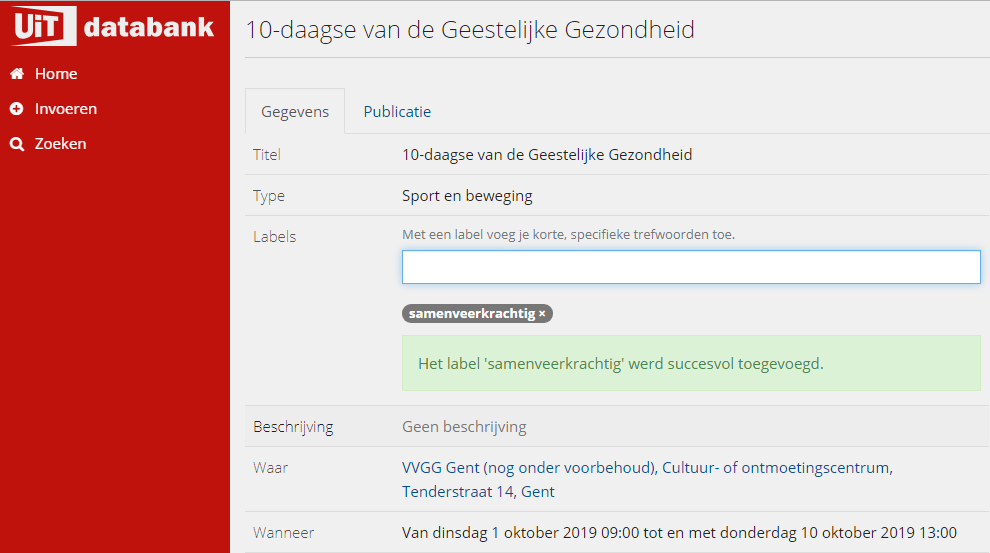 UiT databank
10-daagse van de Geestelijke Gezondheid
Home
Invoeren
Zoeken
Gegevens Publicatie
Titel 10-daagse van de Geestelijke Gezondheid
Type Sport en beweging
Labels Met een label voeg je korte, specifieke trefwoorden toe.
samenveerkrachtig ×
Het label 'samenveerkrachtig' werd succesvol toegevoegd.
Beschrijving Geen beschrijving
Waar VVGG Gent (nog onder voorbehoud), Cultuur- of ontmoetingscentrum,
Tenderstraat 14, Gent
Wanneer Van dinsdag 1 oktober 2019 09:00 tot en met donderdag 10 oktober 2019 13:00